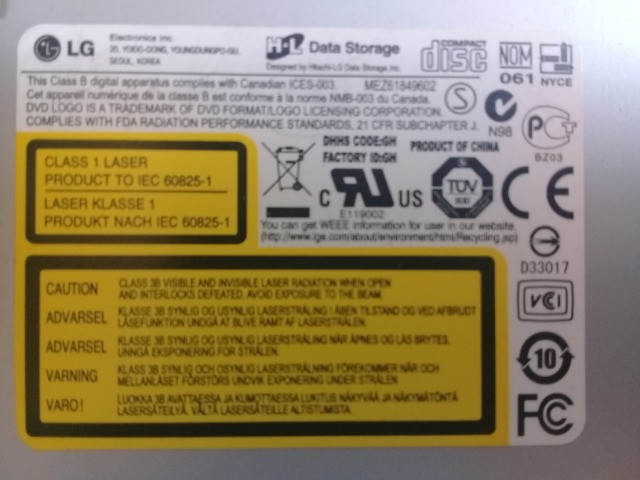 LG
Electronics Inc.
20, YOIDO-DONG, YOUNGDUNGPO-GU,
SEOUL, KOREA
H·L Data Storage
Designed by Hitachi-LG Data Storage, Inc.
COMPACT
disc
NOM
061 NYCE
This Class B digital apparatus complies with Canadian ICES-003. MEZ61849602
Cet appareil numérique de la classe B est conforme à la norme NMB-003 du Canada.
DVD LOGO IS A TRADEMARK OF DVD FORMAT/LOGO LICENSING CORPORATION.
COMPLIES WITH FDA RADIATION PERFORMANCE STANDARDS, 21 CFR SUBCHAPTER J.
S
N98
BZ03
CLASS 1 LASER
PRODUCT TO IEC 60825-1
LASER KLASSE 1
PRODUKT NACH IEC 60825-1
DHHS CODE:GH
FACTORY ID:GH
PRODUCT OF CHINA
C RU US
E119002
TÜV
CE
You can get WEEE information for user in our website.
(http://www.lge.com/about/environment/html/Recycling.jsp)
D33017
VCCI
10
FC
CAUTION CLASS 3B VISIBLE AND INVISIBLE LASER RADIATION WHEN OPEN
AND INTERLOCKS DEFEATED. AVOID EXPOSURE TO THE BEAM.
ADVARSEL KLASSE 3B SYNLIG OG USYNLIG LASERSTRÅLING I ÅBEN TILSTAND OG VED AFBRUDT
LÅSEFUNKTION UNDGÅ AT BLIVE RAMT AF LASERSTRÅLEN.
ADVARSEL KLASSE 3B SYNLIG OG USYNLIG LASERSTRÅLING NÅR ÅPNES OG LÅS BRYTES.
UNNGÅ EKSPONERING FOR STRÅLEN.
VARNING KLASS 3B SYNLIG OCH OSYNLIG LASERSTRÅLNING FÖREKOMMER NÄR OCH
MELLANLÅSET FÖRSTÖRS UNDVIK EXPONERING UNDER STRÅLEN
VARO! LUOKKA 3B AVATTAESSA JA KUMOTTAESSA LUKITUS NÄKYVÄÄ JA NÄKYMÄTÖNTÄ
LASERSÄTEILYÄ, VÄLTÄ LASERSÄTEILLE ALTISTUMISTA.